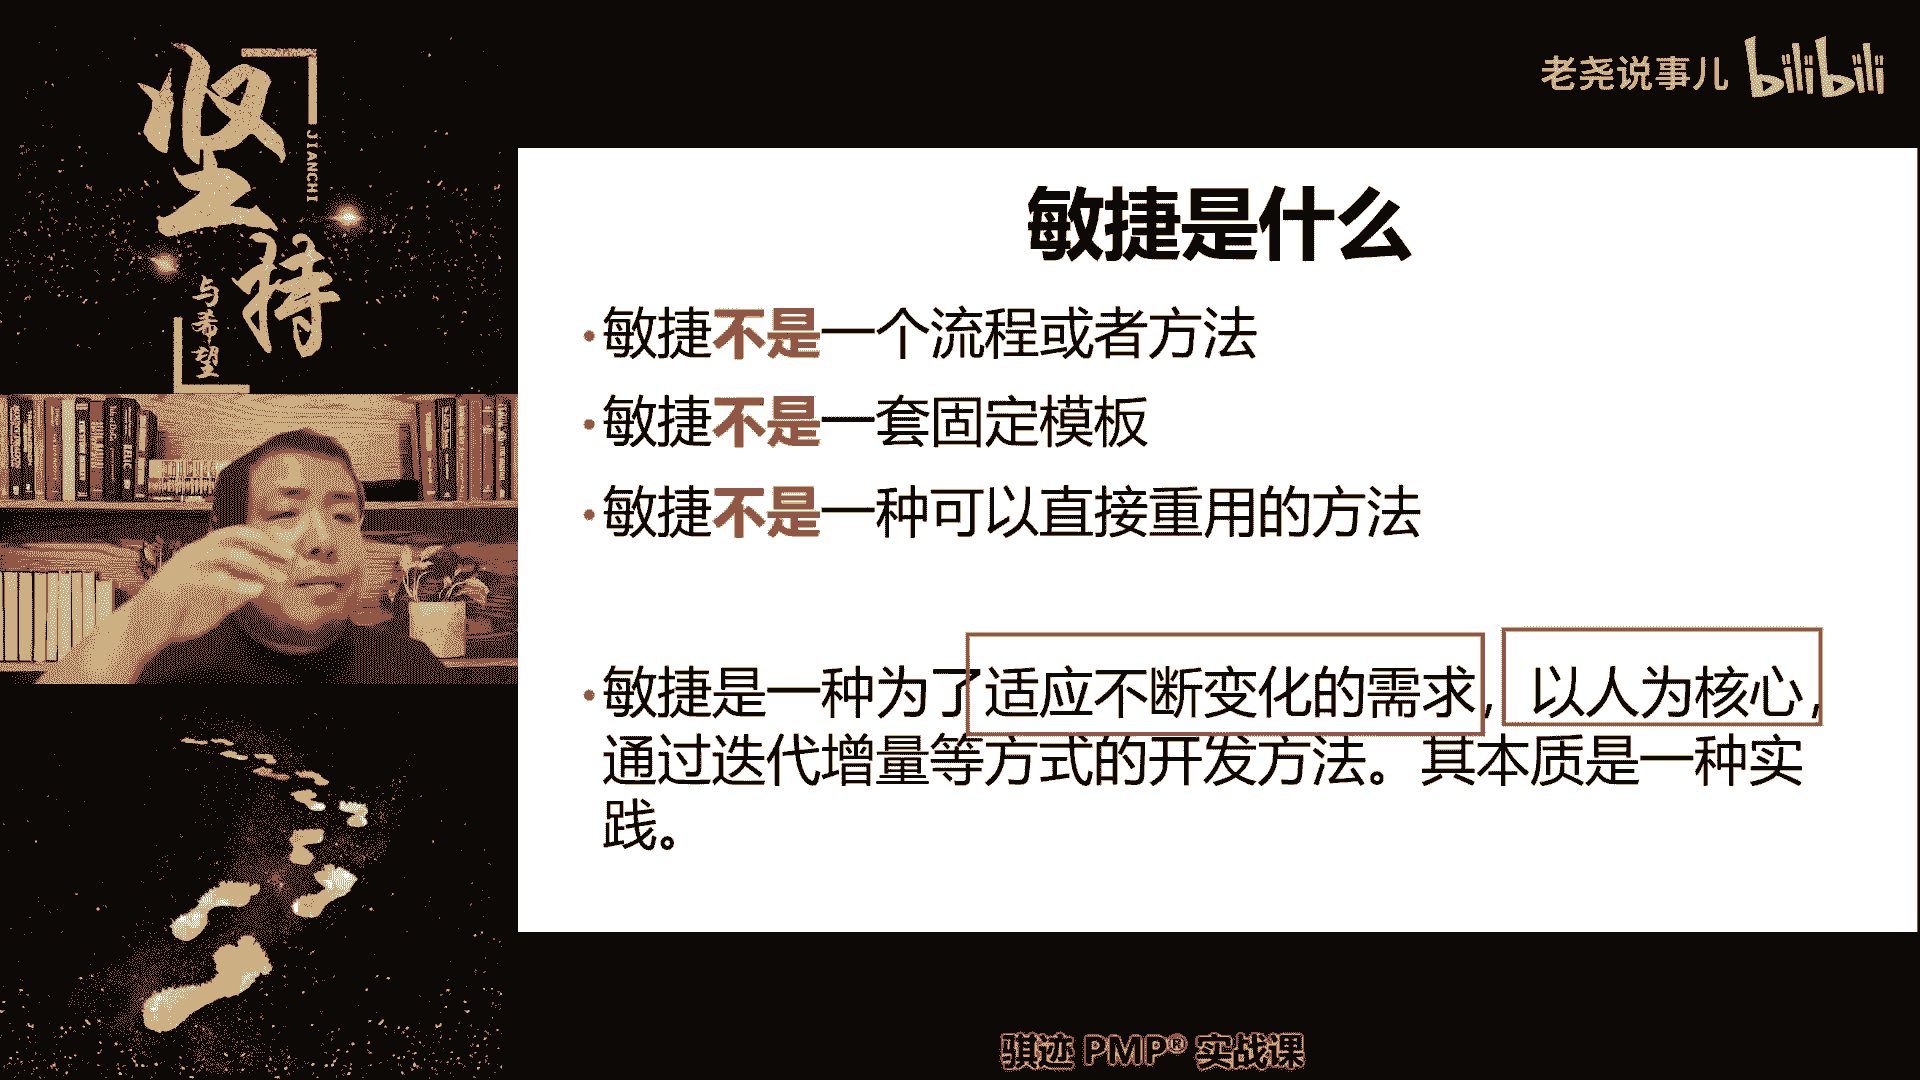 坚持
JIANCHI
与希望
老尧说事儿 bilibili
敏捷是什么
•敏捷不是一个流程或者方法
•敏捷不是一套固定模板
•敏捷不是一种可以直接重用的方法
•敏捷是一种为了适应不断变化的需求，以人为核心，
通过迭代增量等方式的开发方法。其本质是一种实
践。
骐迹 PMP® 实战课